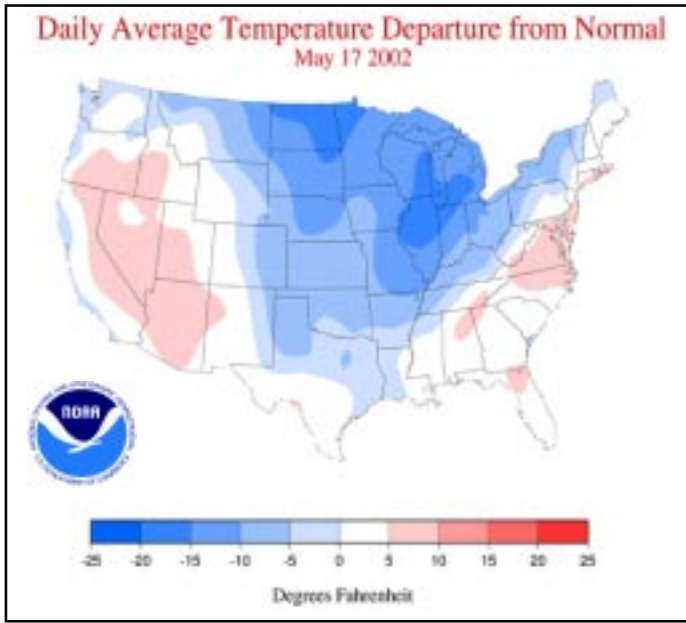 Daily Average Temperature Departure from Normal
May 17 2002
NOAA
-25 -20 -15 -10 -5 0 5 10 15 20 25
Degrees Fahrenheit